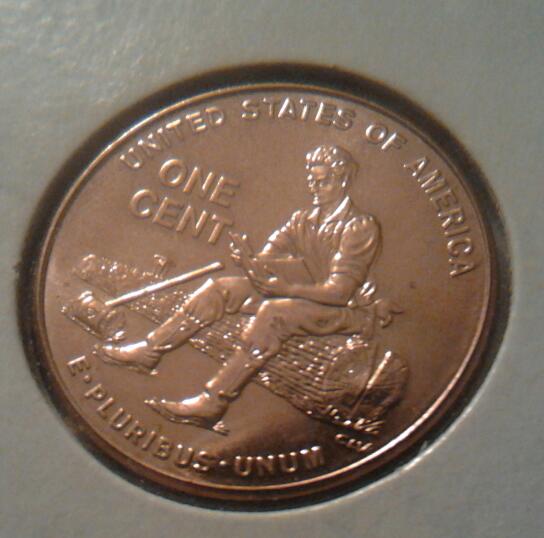 UNITED STATES OF AMERICA
ONE
CENT
E·PLURIBUS·UNUM